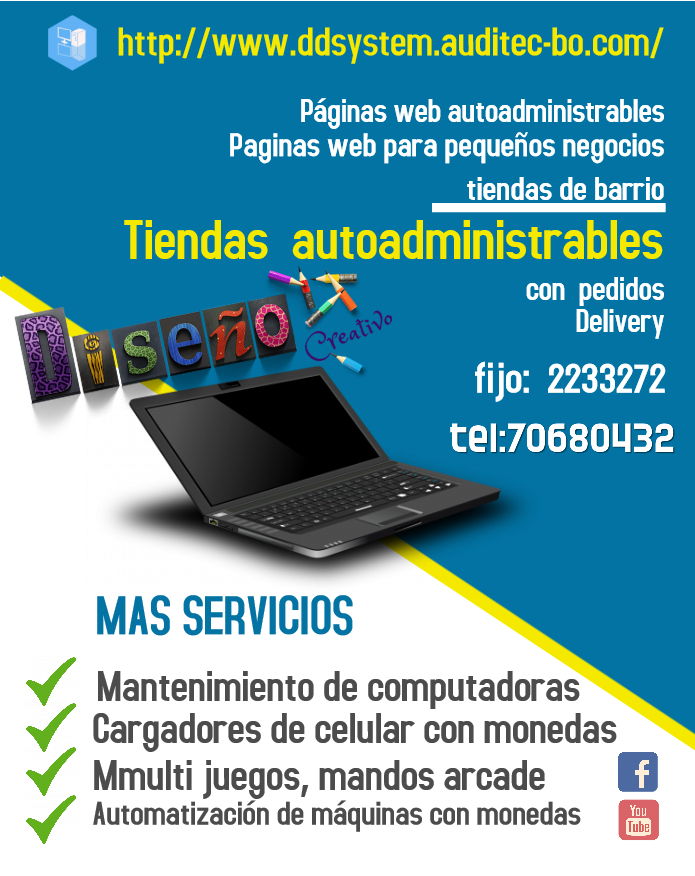 http://www.ddsystem.auditec-bo.com/
Páginas web autoadministrables
Paginas web para pequeños negocios
tiendas de barrio
Tiendas autoadministrables
con pedidos
Delivery
Diseño
Creativo
fijo: 2233272
tel:70680432
MAS SERVICIOS
Mantenimiento de computadoras
Cargadores de celular con monedas
Mmulti juegos, mandos arcade
Automatización de máquinas con monedas
f
You
Tube